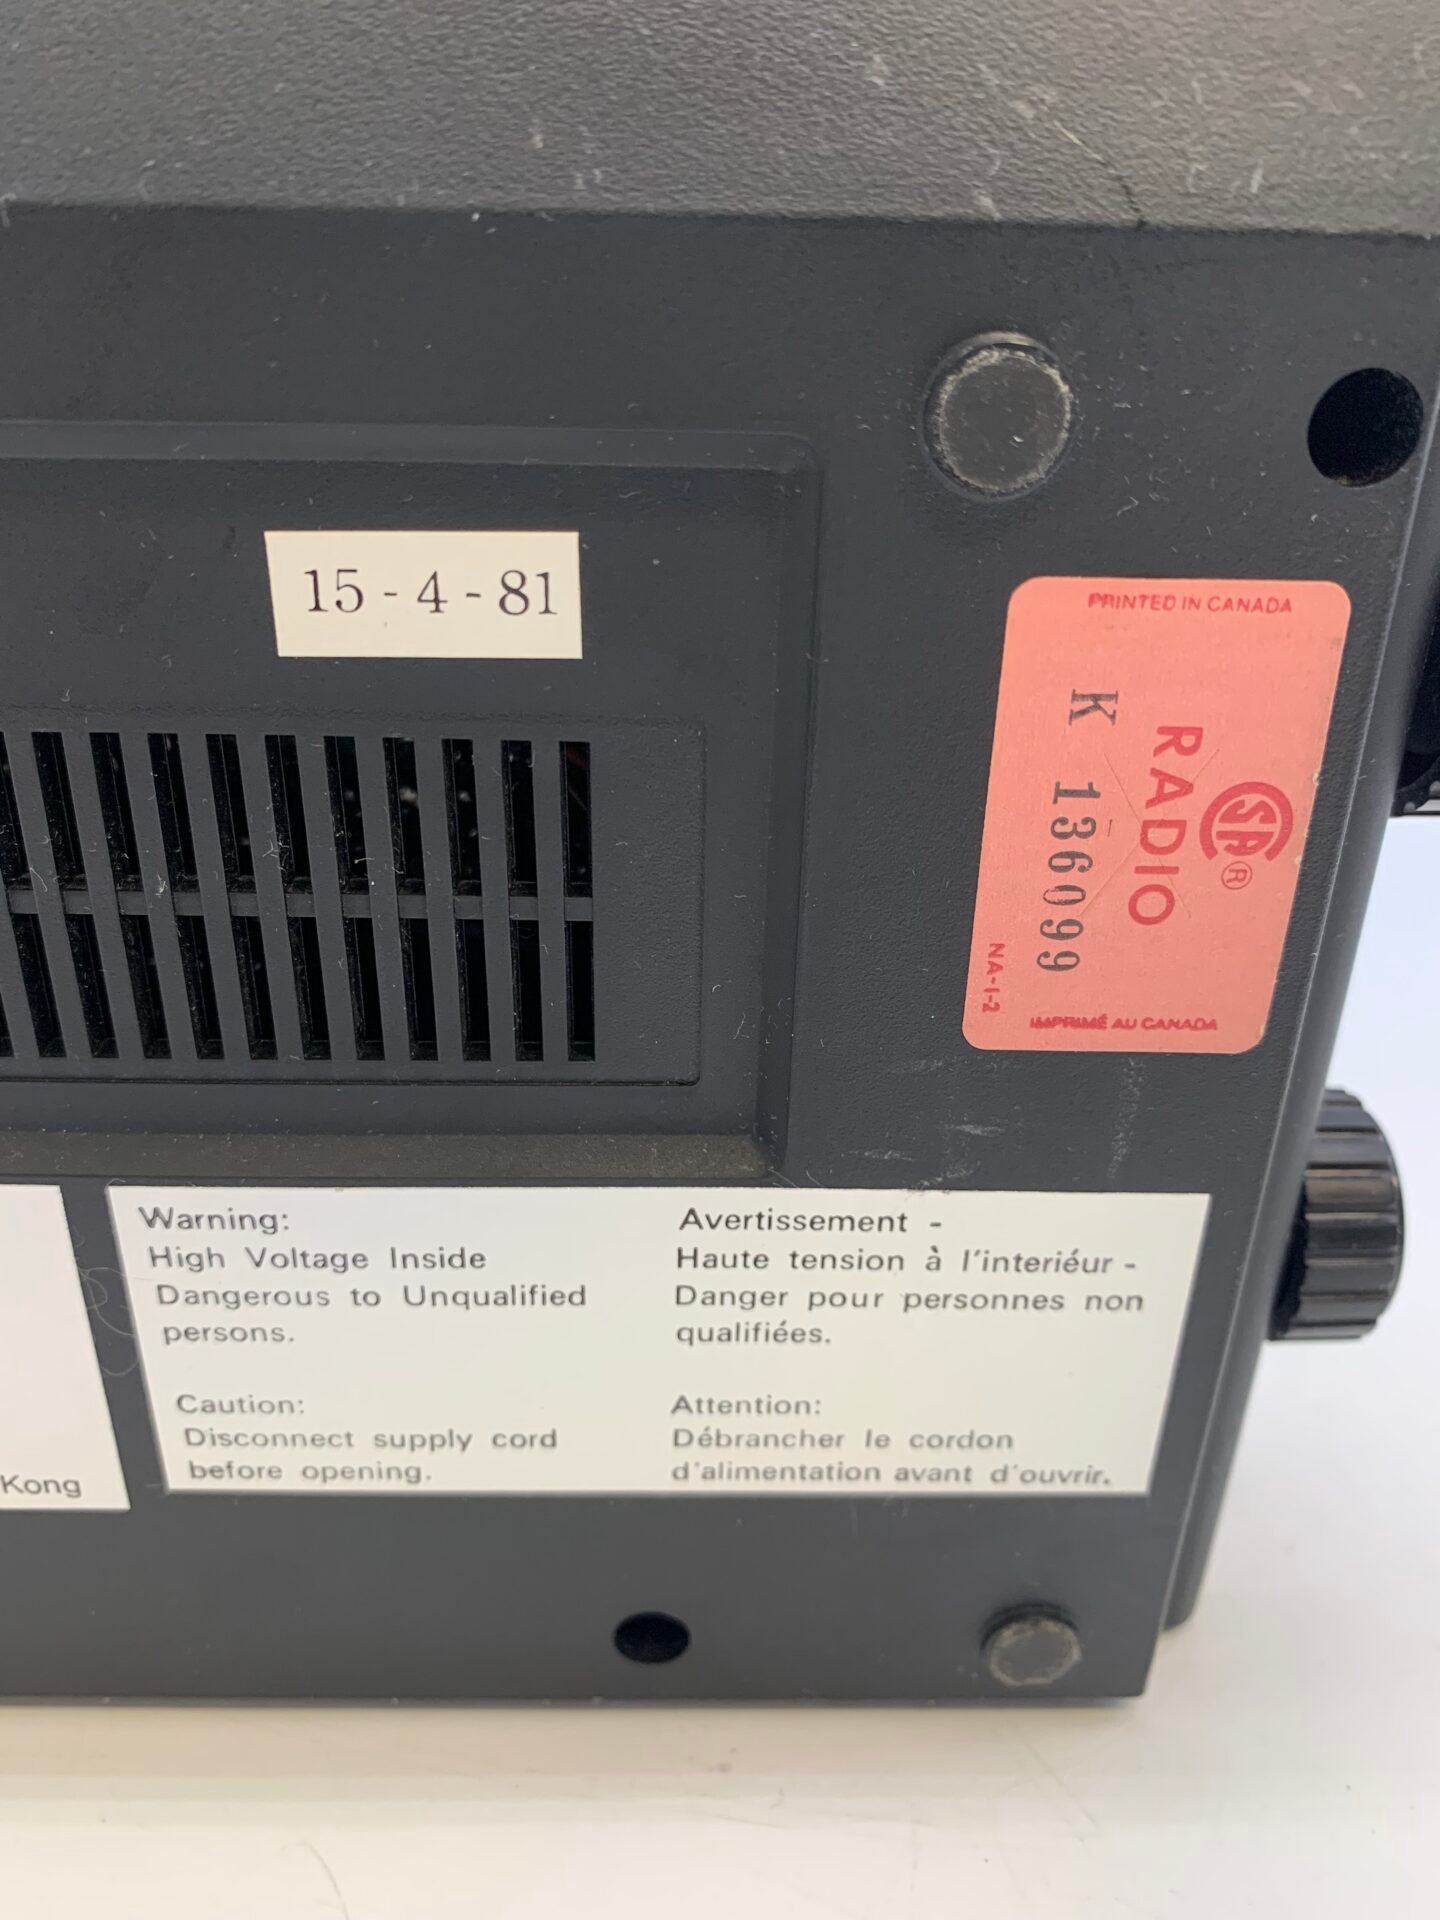 15 - 4 - 81
PRINTED IN CANADA
CSA®
RADIO
K 136099
NA-1-2
IMPRIMÉ AU CANADA
Kong
Warning:
High Voltage Inside
Dangerous to Unqualified
persons.
Caution:
Disconnect supply cord
before opening.
Avertissement -
Haute tension à l'interiéur -
Danger pour personnes non
qualifiées.
Attention:
Débrancher le cordon
d'alimentation avant d'ouvrir.